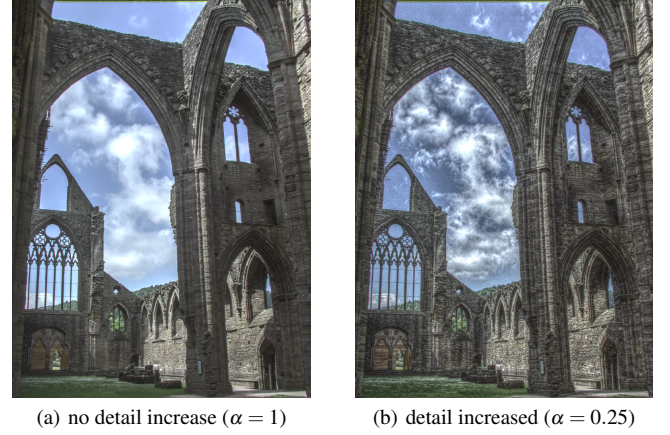 (a) no detail increase (α = 1)
(b) detail increased (α = 0.25)